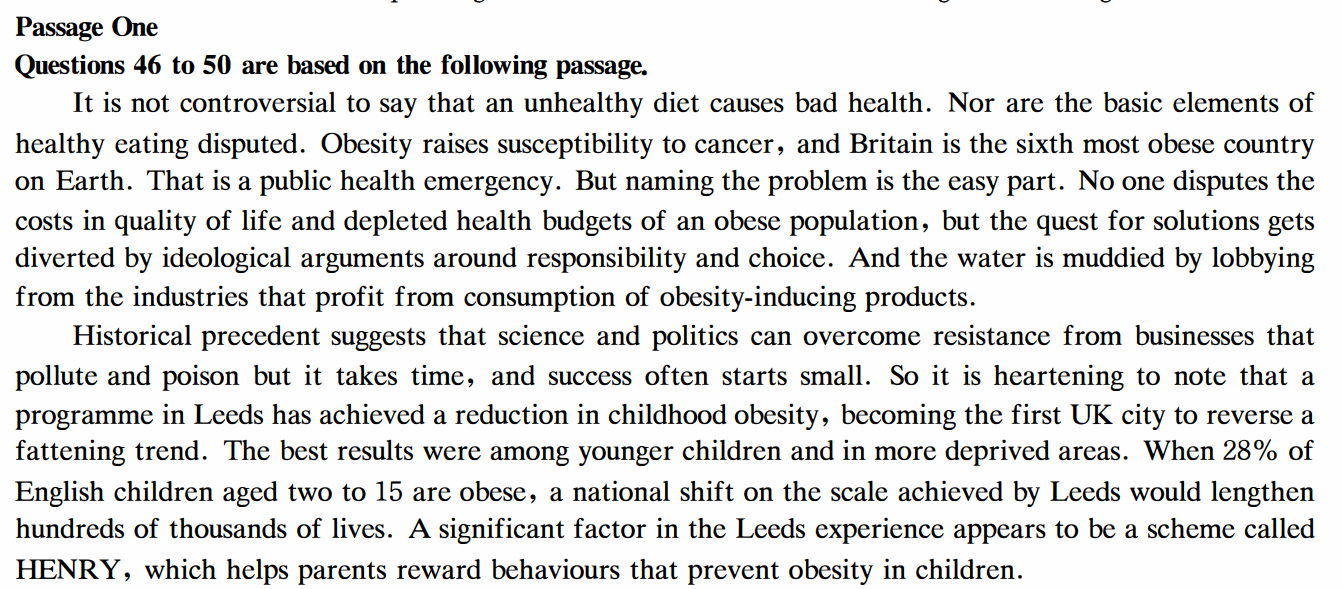 Passage One
Questions 46 to 50 are based on the following passage.
It is not controversial to say that an unhealthy diet causes bad health. Nor are the basic elements of
healthy eating disputed. Obesity raises susceptibility to cancer, and Britain is the sixth most obese country
on Earth. That is a public health emergency. But naming the problem is the easy part. No one disputes the
costs in quality of life and depleted health budgets of an obese population, but the quest for solutions gets
diverted by ideological arguments around responsibility and choice. And the water is muddied by lobbying
from the industries that profit from consumption of obesity-inducing products.
Historical precedent suggests that science and politics can overcome resistance from businesses that
pollute and poison but it takes time, and success often starts small. So it is heartening to note that a
programme in Leeds has achieved a reduction in childhood obesity, becoming the first UK city to reverse a
fattening trend. The best results were among younger children and in more deprived areas. When 28% of
English children aged two to 15 are obese, a national shift on the scale achieved by Leeds would lengthen
hundreds of thousands of lives. A significant factor in the Leeds experience appears to be a scheme called
HENRY, which helps parents reward behaviours that prevent obesity in children.